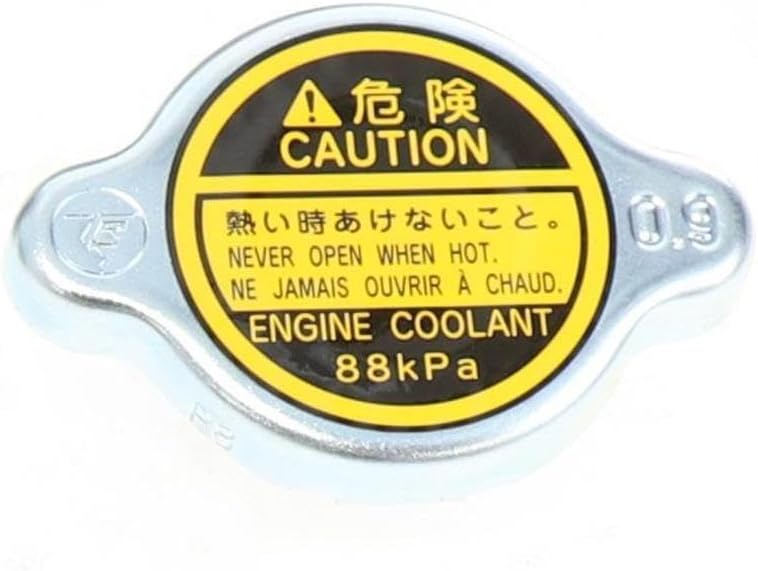 危険
CAUTION
熱い時あけないこと。
NEVER OPEN WHEN HOT.
NE JAMAIS OUVRIR À CHAUD.
ENGINE COOLANT
88kPa
0.9